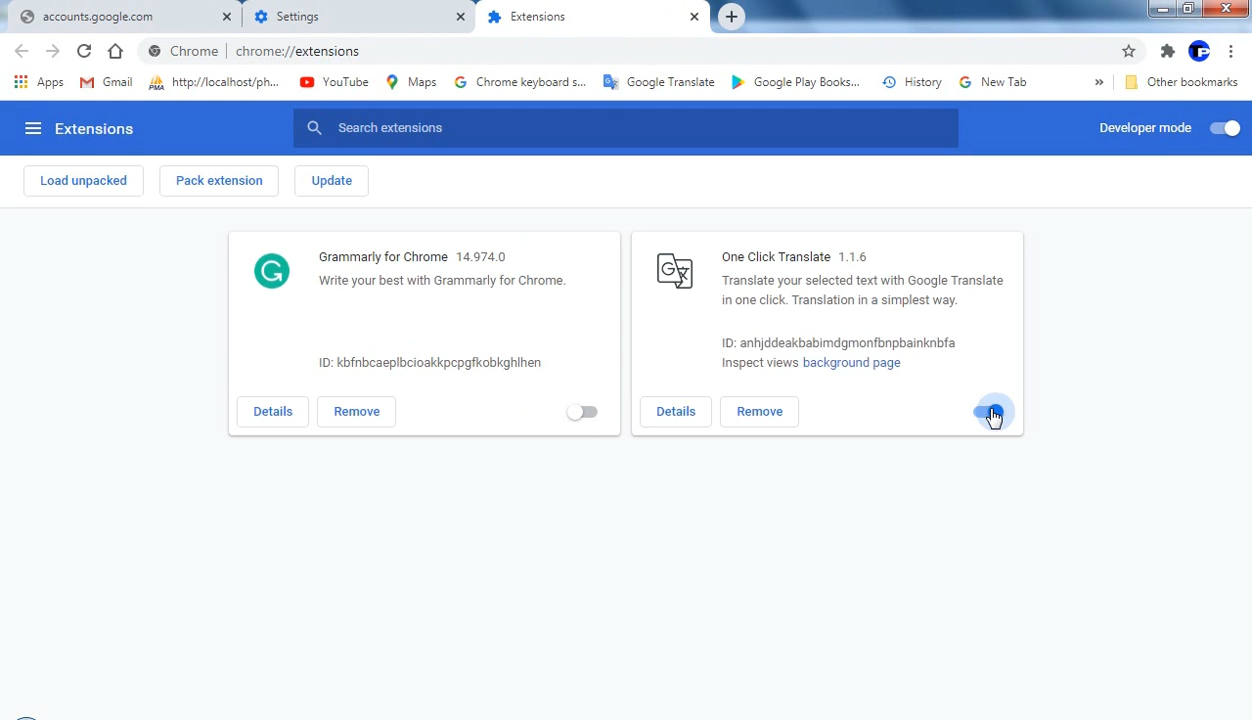 accounts.google.com
Settings
Extensions
Chrome | chrome://extensions
Apps
Gmail
http://localhost/ph...
YouTube
Maps
Chrome keyboard s...
Google Translate
Google Play Books...
History
New Tab
»
Other bookmarks
Extensions
Search extensions
Developer mode
Load unpacked
Pack extension
Update
Grammarly for Chrome 14.974.0
Write your best with Grammarly for Chrome.
ID: kbfnbcaeplbcioakkpcpgfkobkghlhen
Details
Remove
One Click Translate 1.1.6
Translate your selected text with Google Translate
in one click. Translation in a simplest way.
ID: anhjddeakbabimdgmonfbnpbainknbfa
Inspect views background page
Details
Remove